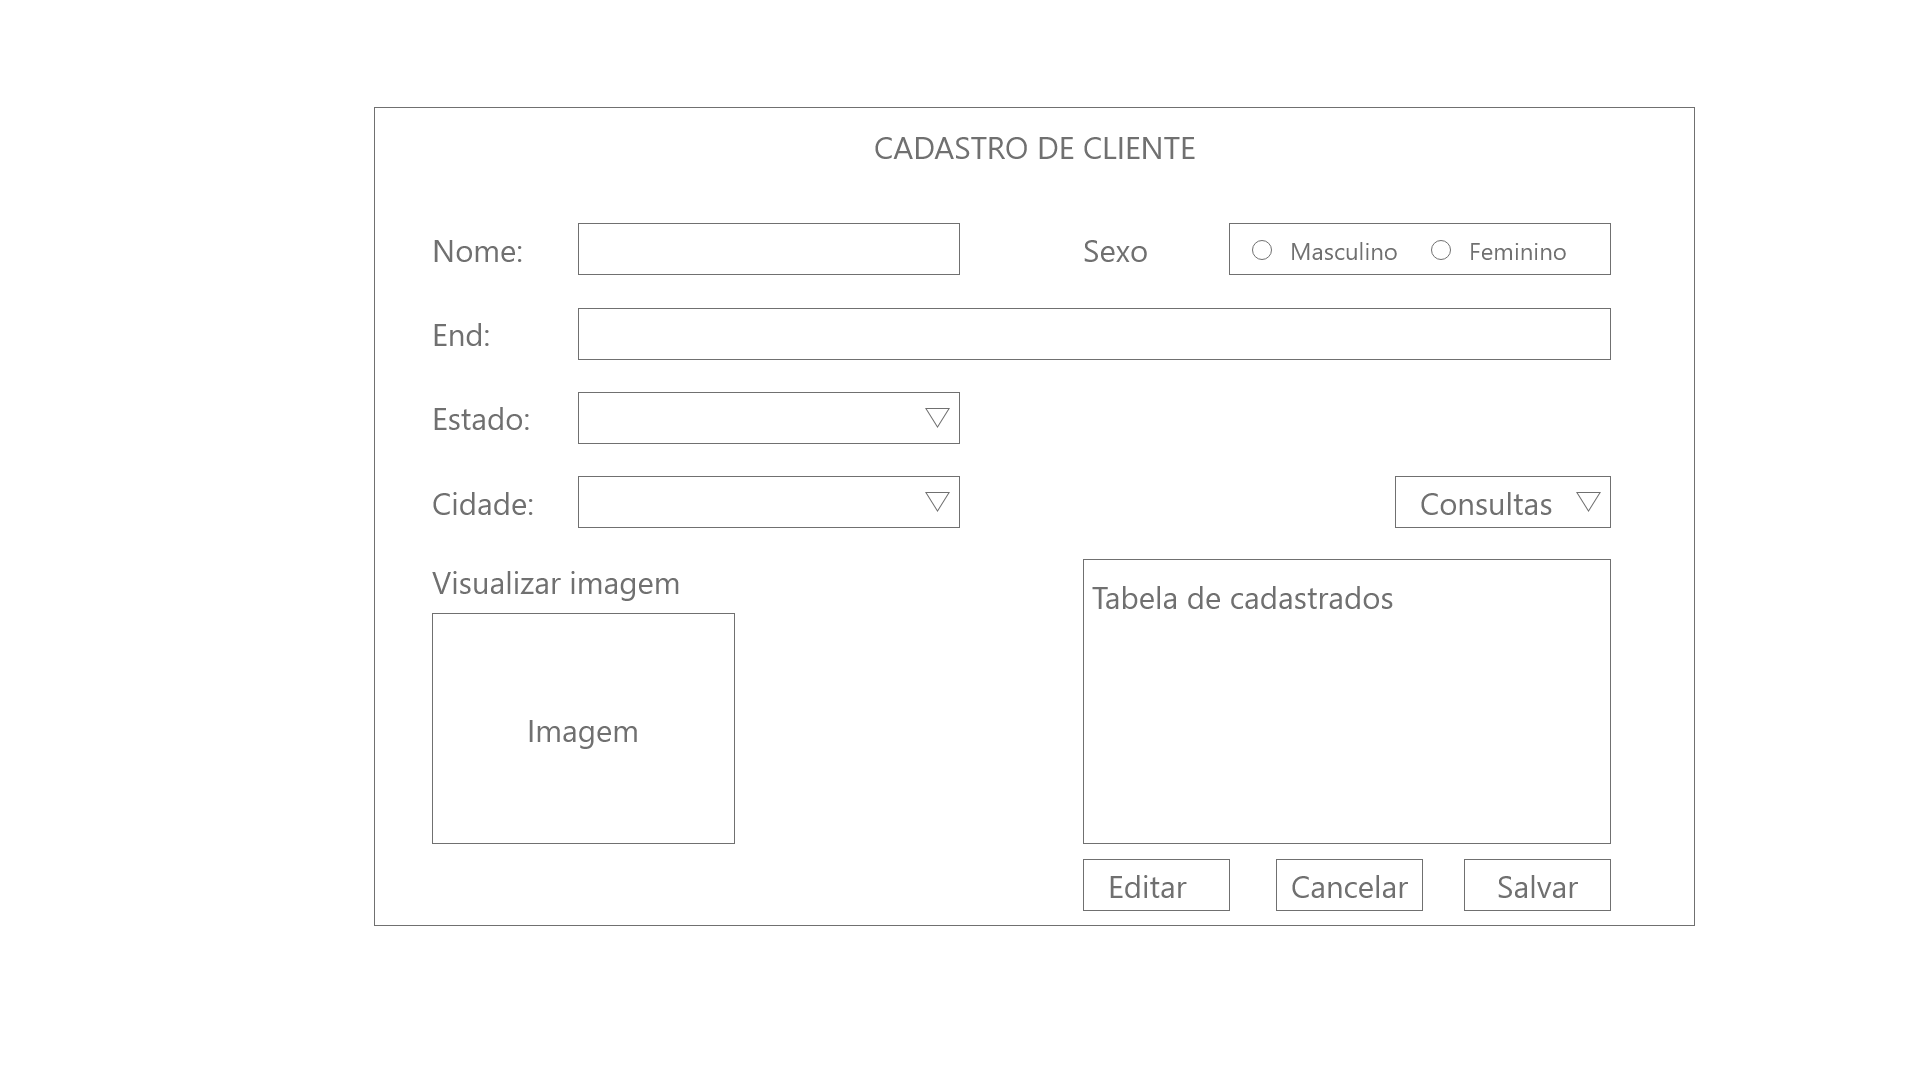 CADASTRO DE CLIENTE
Nome:
Sexo
Masculino
Feminino
End:
Estado:
Cidade:
Consultas
Visualizar imagem
Tabela de cadastrados
Imagem
Editar
Cancelar
Salvar